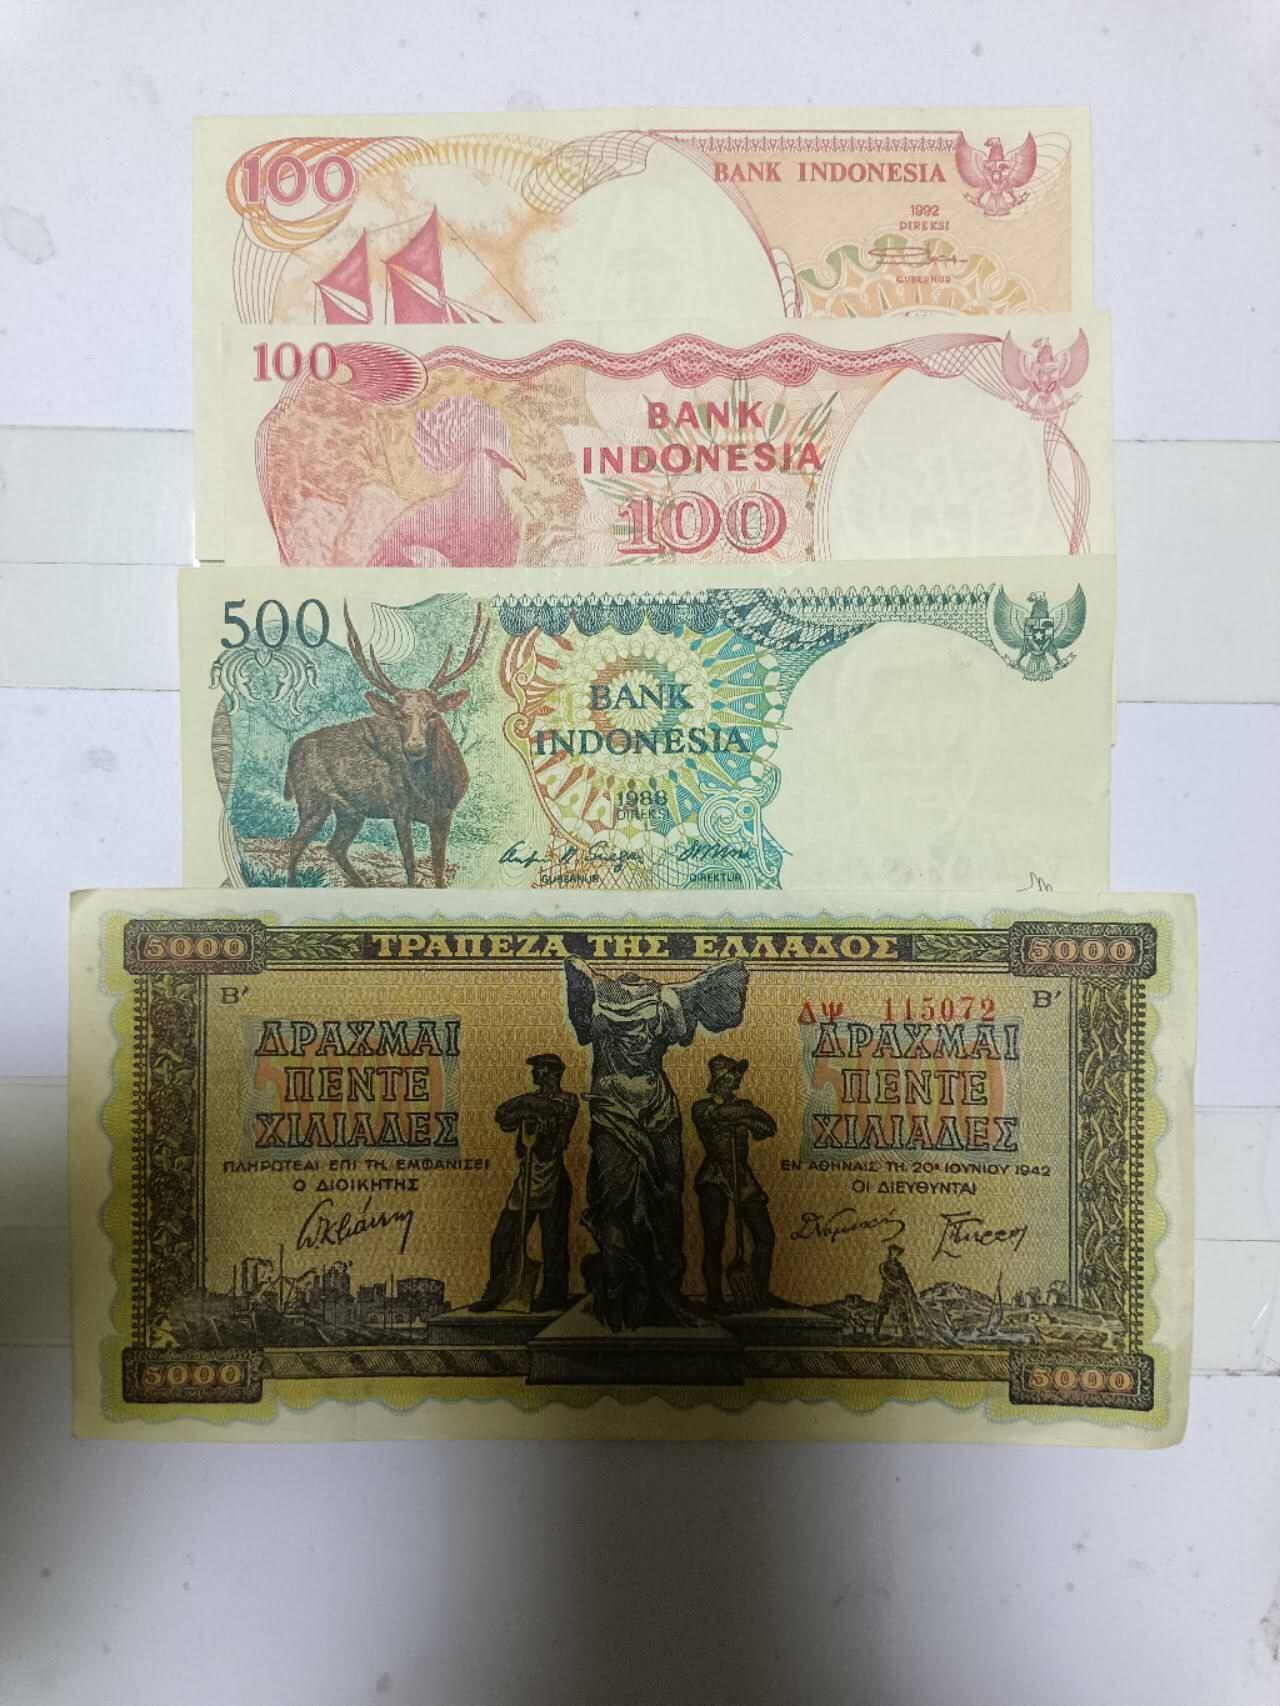 100
BANK INDONESIA
1992
DIREKSI
GUBERNUR
100
BANK
INDONESIA
100
500
BANK
INDONESIA
1988
DIREKSI
GUBERNUR DIREKTUR
5000 ΤΡΑΠΕΖΑ ΤΗΣ ΕΛΛΑΔΟΣ 5000
Β′ ΔΨ 115072 Β′
ΔΡΑΧΜΑΙ ΔΡΑΧΜΑΙ
ΠΕΝΤΕ ΠΕΝΤΕ
ΧΙΛΙΑΔΕΣ ΧΙΛΙΑΔΕΣ
ΠΛΗΡΩΤΕΑΙ ΕΠΙ ΤΗ ΕΜΦΑΝΙΣΕΙ ΕΝ ΑΘΗΝΑΙΣ ΤΗ 20ῃ ΙΟΥΝΙΟΥ 1942
Ο ΔΙΟΙΚΗΤΗΣ ΟΙ ΔΙΕΥΘΥΝΤΑΙ
5000 5000